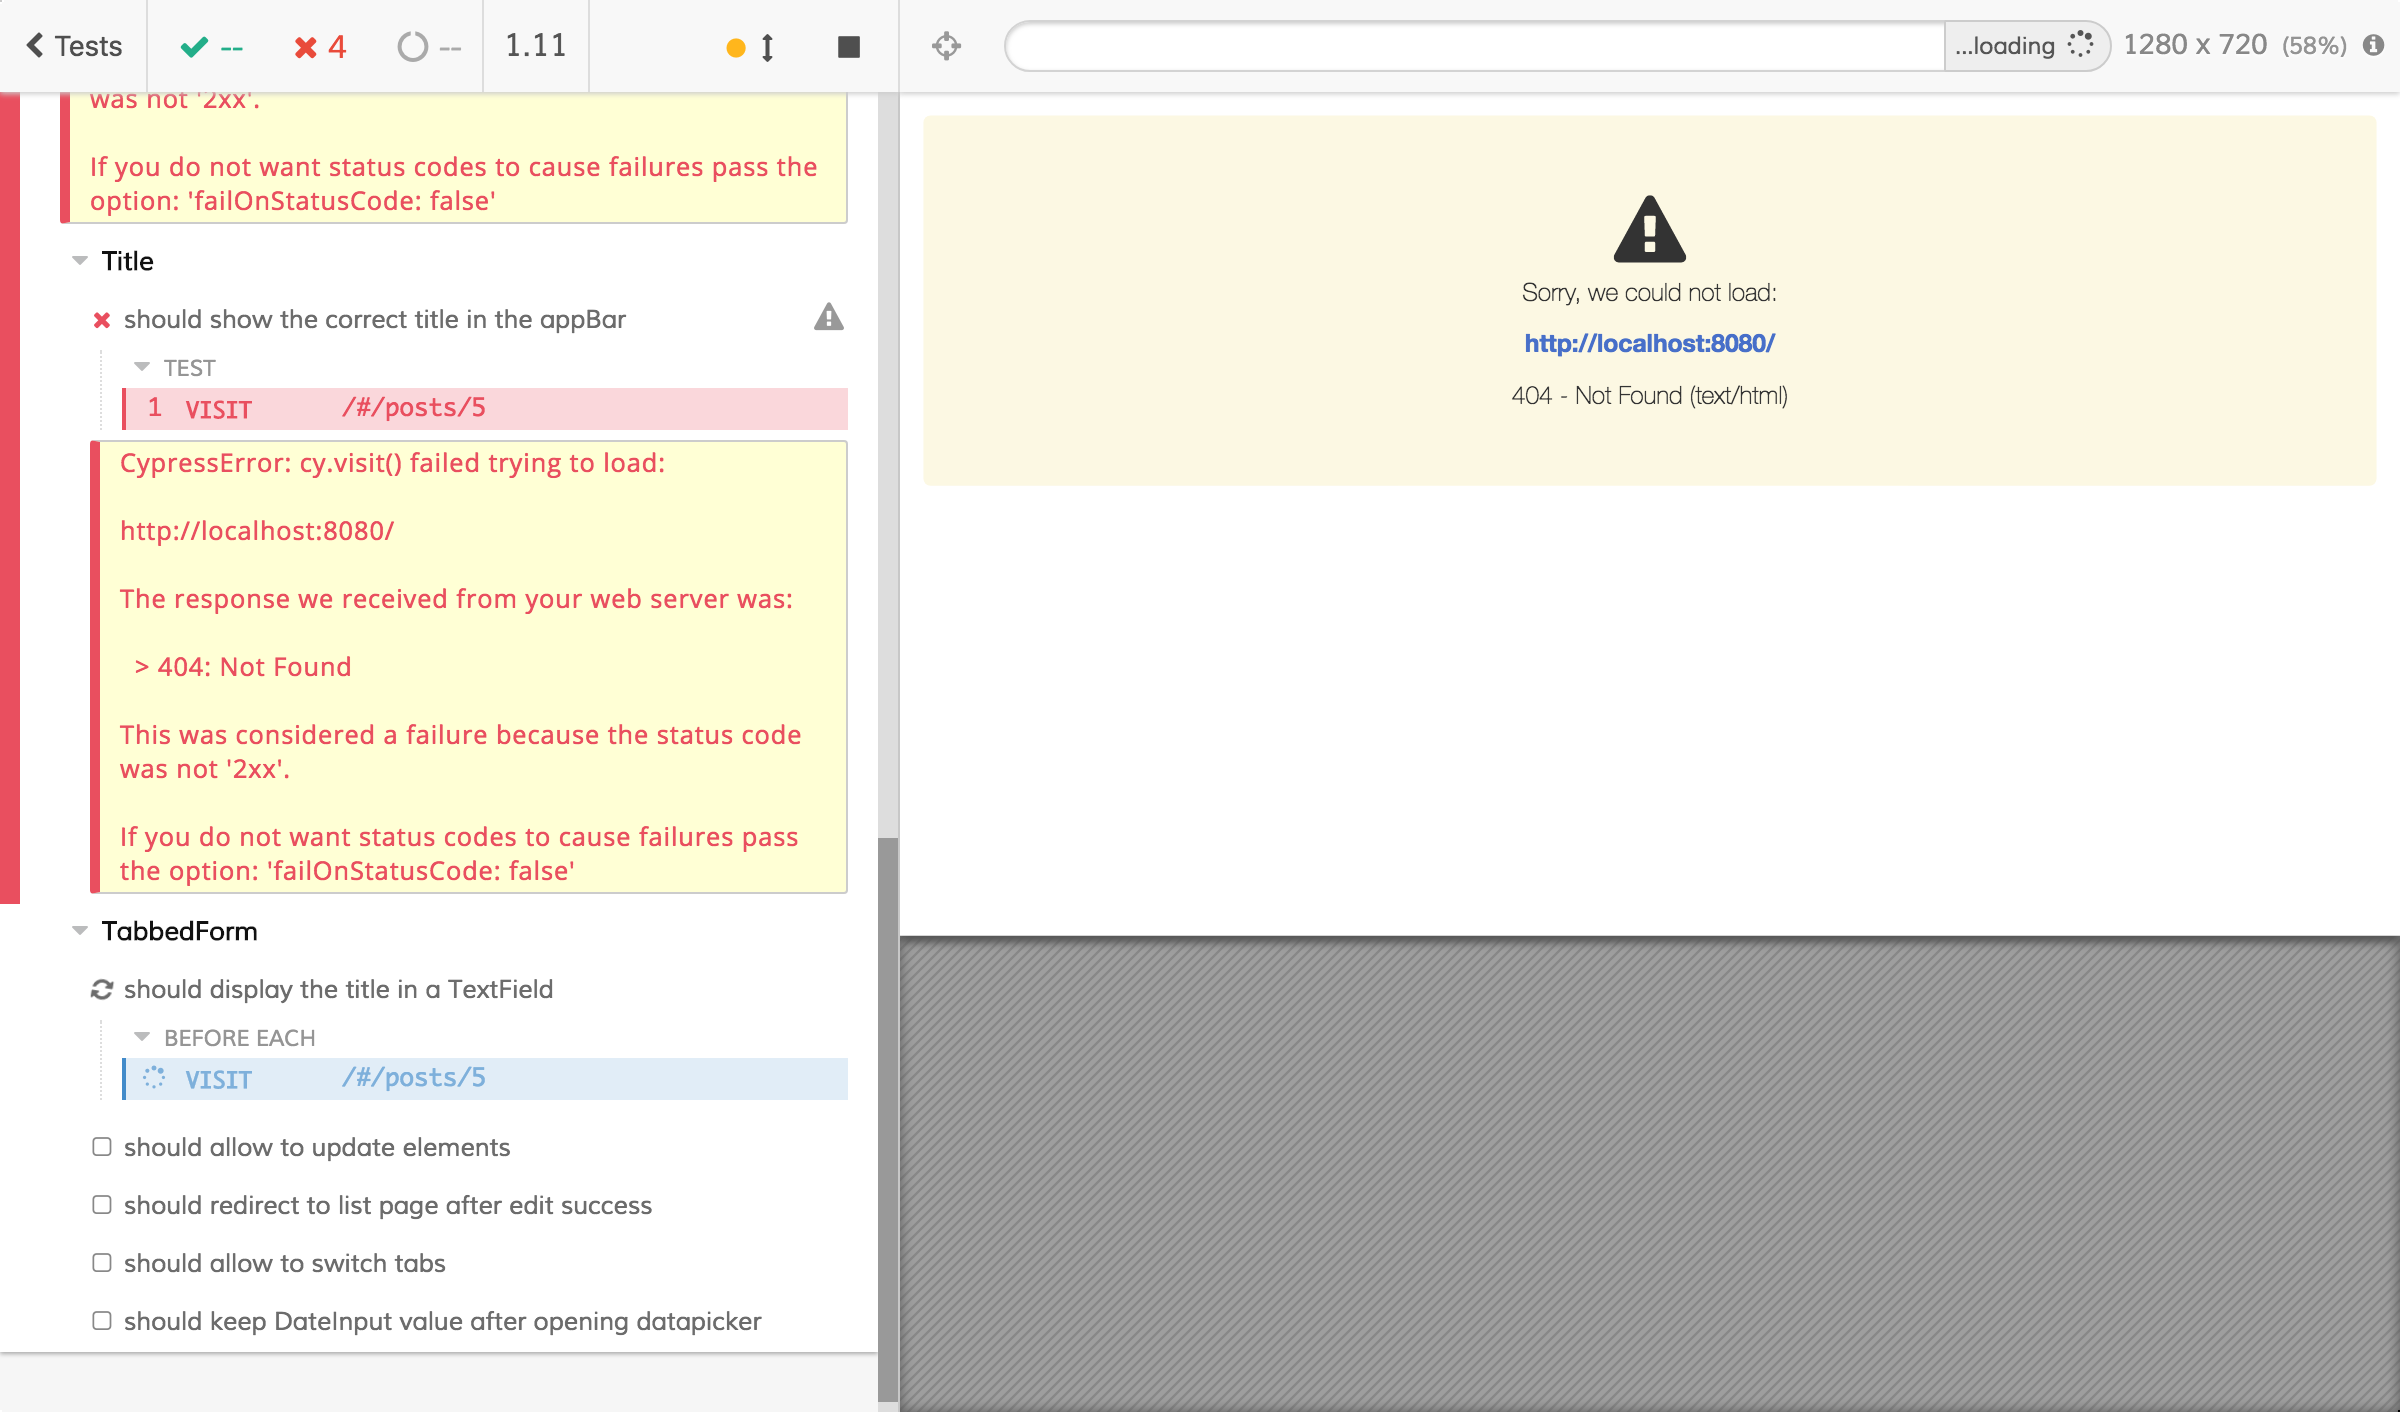 Tests
--
4
--
1.11
...loading
1280 x 720 (58%)
was not '2xx'.
If you do not want status codes to cause failures pass the
option: 'failOnStatusCode: false'
Title
should show the correct title in the appBar
TEST
1 VISIT /#/posts/5
CypressError: cy.visit() failed trying to load:
http://localhost:8080/
The response we received from your web server was:
> 404: Not Found
This was considered a failure because the status code
was not '2xx'.
If you do not want status codes to cause failures pass
the option: 'failOnStatusCode: false'
TabbedForm
should display the title in a TextField
BEFORE EACH
VISIT /#/posts/5
should allow to update elements
should redirect to list page after edit success
should allow to switch tabs
should keep DateInput value after opening datapicker
Sorry, we could not load:
http://localhost:8080/
404 - Not Found (text/html)